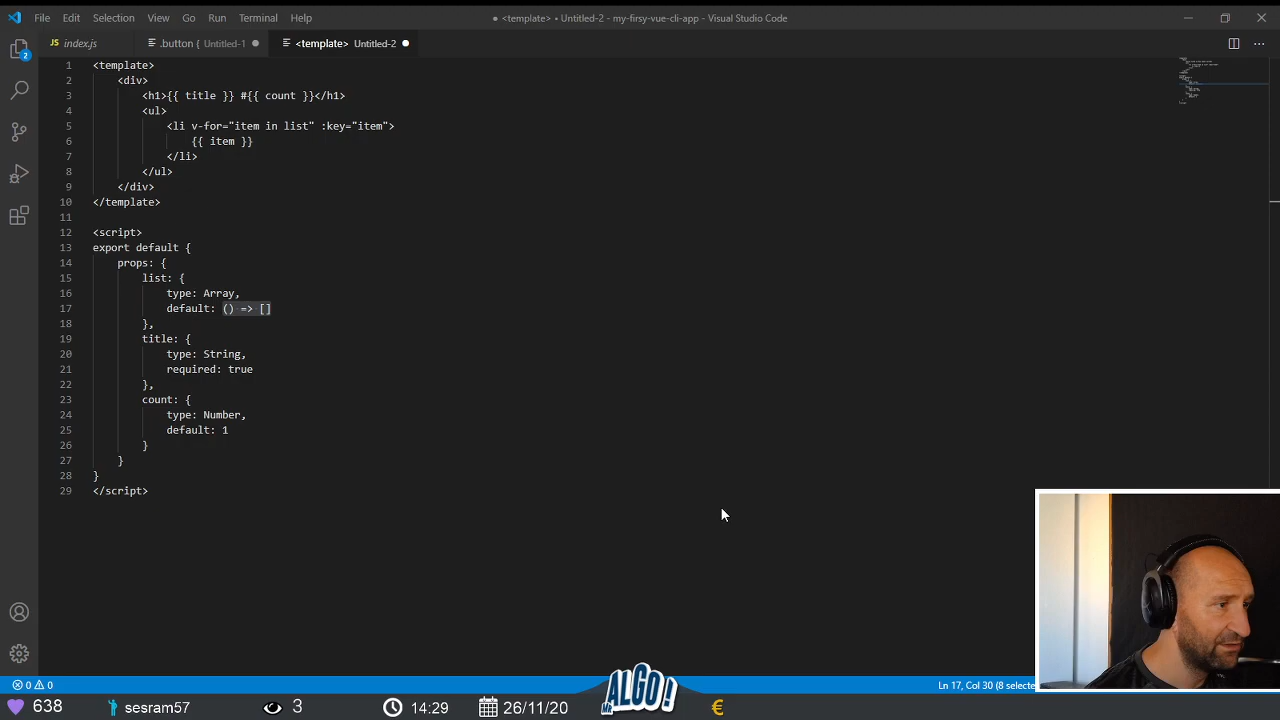 File Edit Selection View Go Run Terminal Help
● <template> • Untitled-2 - my-firsy-vue-cli-app - Visual Studio Code
JS index.js
.button { Untitled-1 ●
<template> Untitled-2 ●
2
1 <template>
2 <div>
3 <h1>{{ title }} #{{ count }}</h1>
4 <ul>
5 <li v-for="item in list" :key="item">
6 {{ item }}
7 </li>
8 </ul>
9 </div>
10 </template>
11
12 <script>
13 export default {
14 props: {
15 list: {
16 type: Array,
17 default: () => []
18 },
19 title: {
20 type: String,
21 required: true
22 },
23 count: {
24 type: Number,
25 default: 1
26 }
27 }
28 }
29 </script>
0 0
Ln 17, Col 30 (8 selecte
MR ALGO !
638 sesram57 3 14:29 26/11/20 €